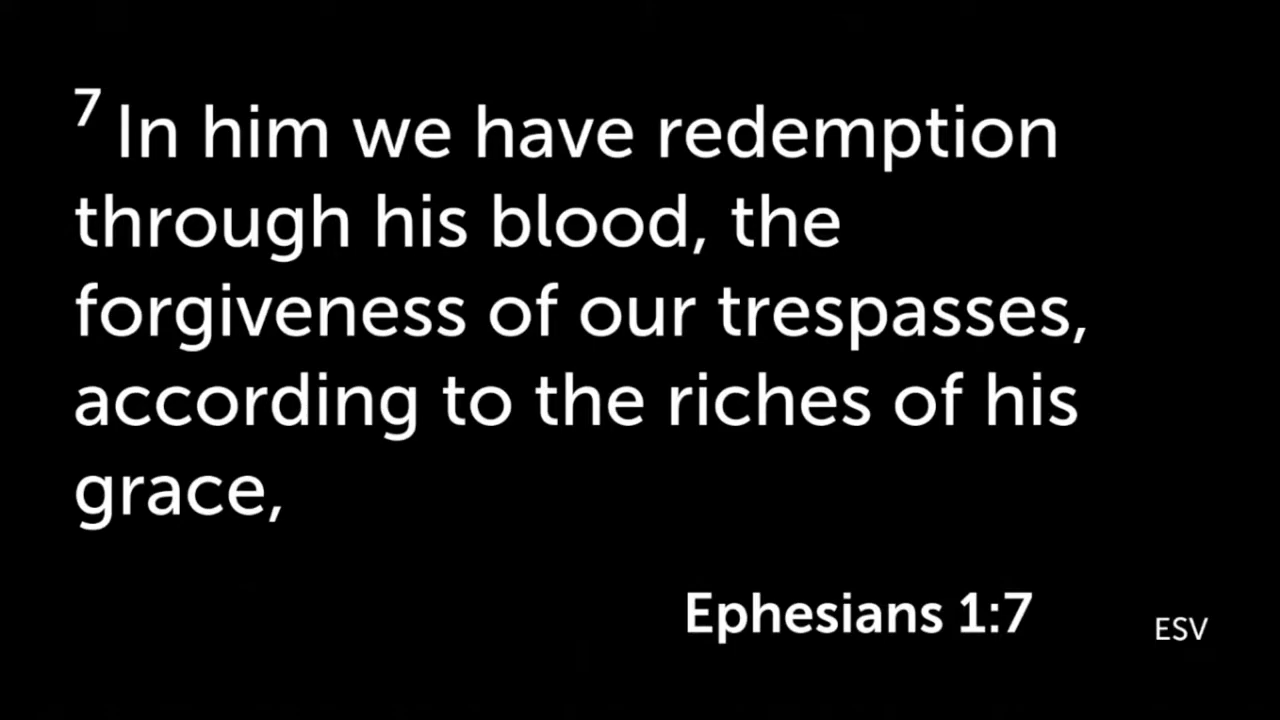 7 In him we have redemption
through his blood, the
forgiveness of our trespasses,
according to the riches of his
grace,
Ephesians 1:7
ESV